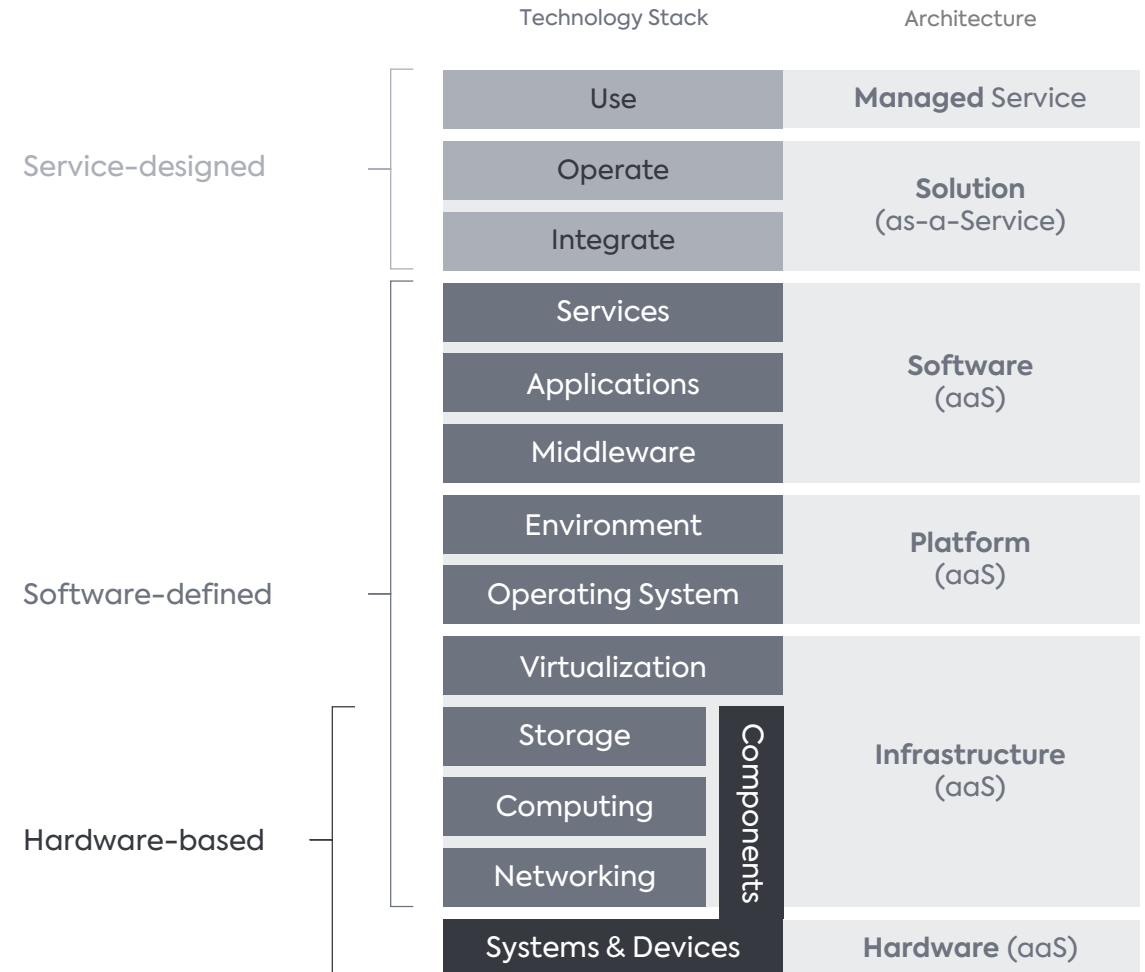 Technology Stack
Architecture
Use
Managed Service
Service-designed
Operate
Integrate
Solution
(as-a-Service)
Services
Applications
Middleware
Software
(aaS)
Software-defined
Environment
Operating System
Platform
(aaS)
Virtualization
Storage
Computing
Networking
Components
Infrastructure
(aaS)
Hardware-based
Systems & Devices
Hardware (aaS)